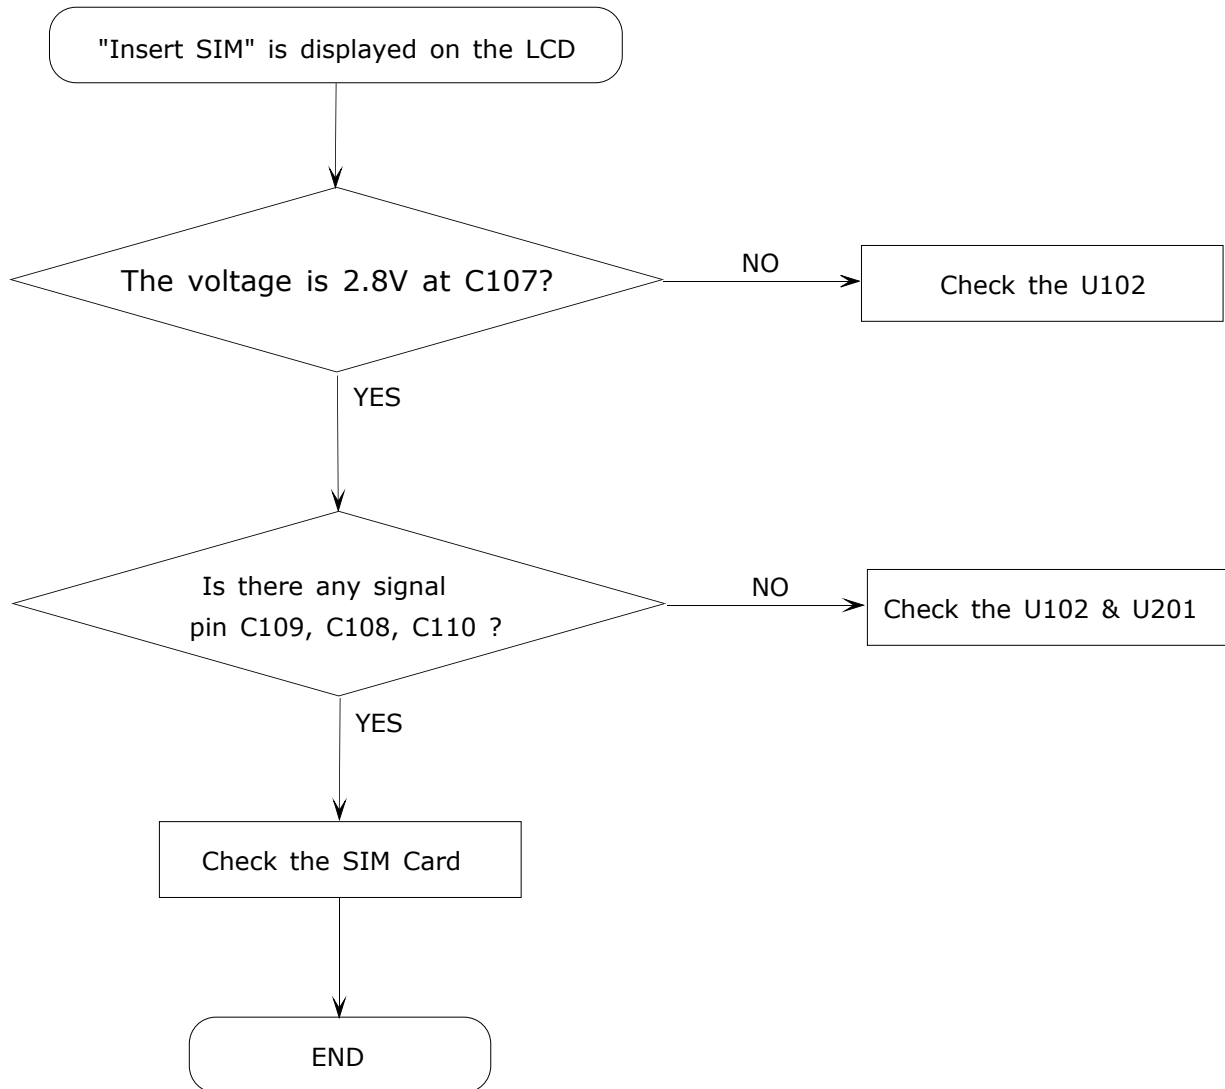 "Insert SIM" is displayed on the LCD
The voltage is 2.8V at C107?
NO
Check the U102
YES
Is there any signal
pin C109, C108, C110 ?
NO
Check the U102 & U201
YES
Check the SIM Card
END